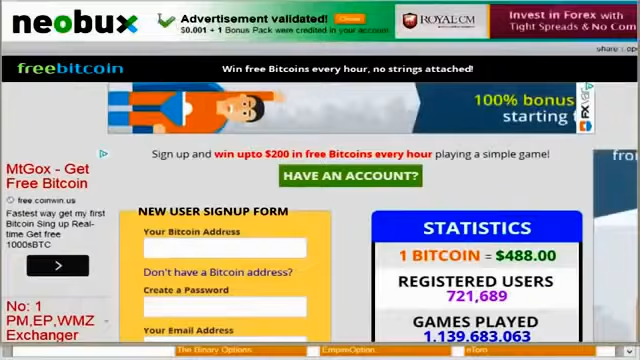 neobux
Advertisement validated! Close
$0.001 + 1 Bonus Pack were credited in your account
ROYALCM
Invest in Forex with
Tight Spreads & No Com
share
freebitcoin
Win free Bitcoins every hour, no strings attached!
100% bonus
starting
FXVar
Sign up and win upto $200 in free Bitcoins every hour playing a simple game!
HAVE AN ACCOUNT?
MtGox - Get
Free Bitcoin
free.coinwin.us
Fastest way get my first
Bitcoin Sing up Real-
time Get free
1000sBTC
No: 1
PM,EP,WMZ
Exchanger
NEW USER SIGNUP FORM
Your Bitcoin Address
Don't have a Bitcoin address?
Create a Password
Your Email Address
STATISTICS
1 BITCOIN = $488.00
REGISTERED USERS
721,689
GAMES PLAYED
1,139,683,063
fro
The Binary Options
EmpireOption
eToro